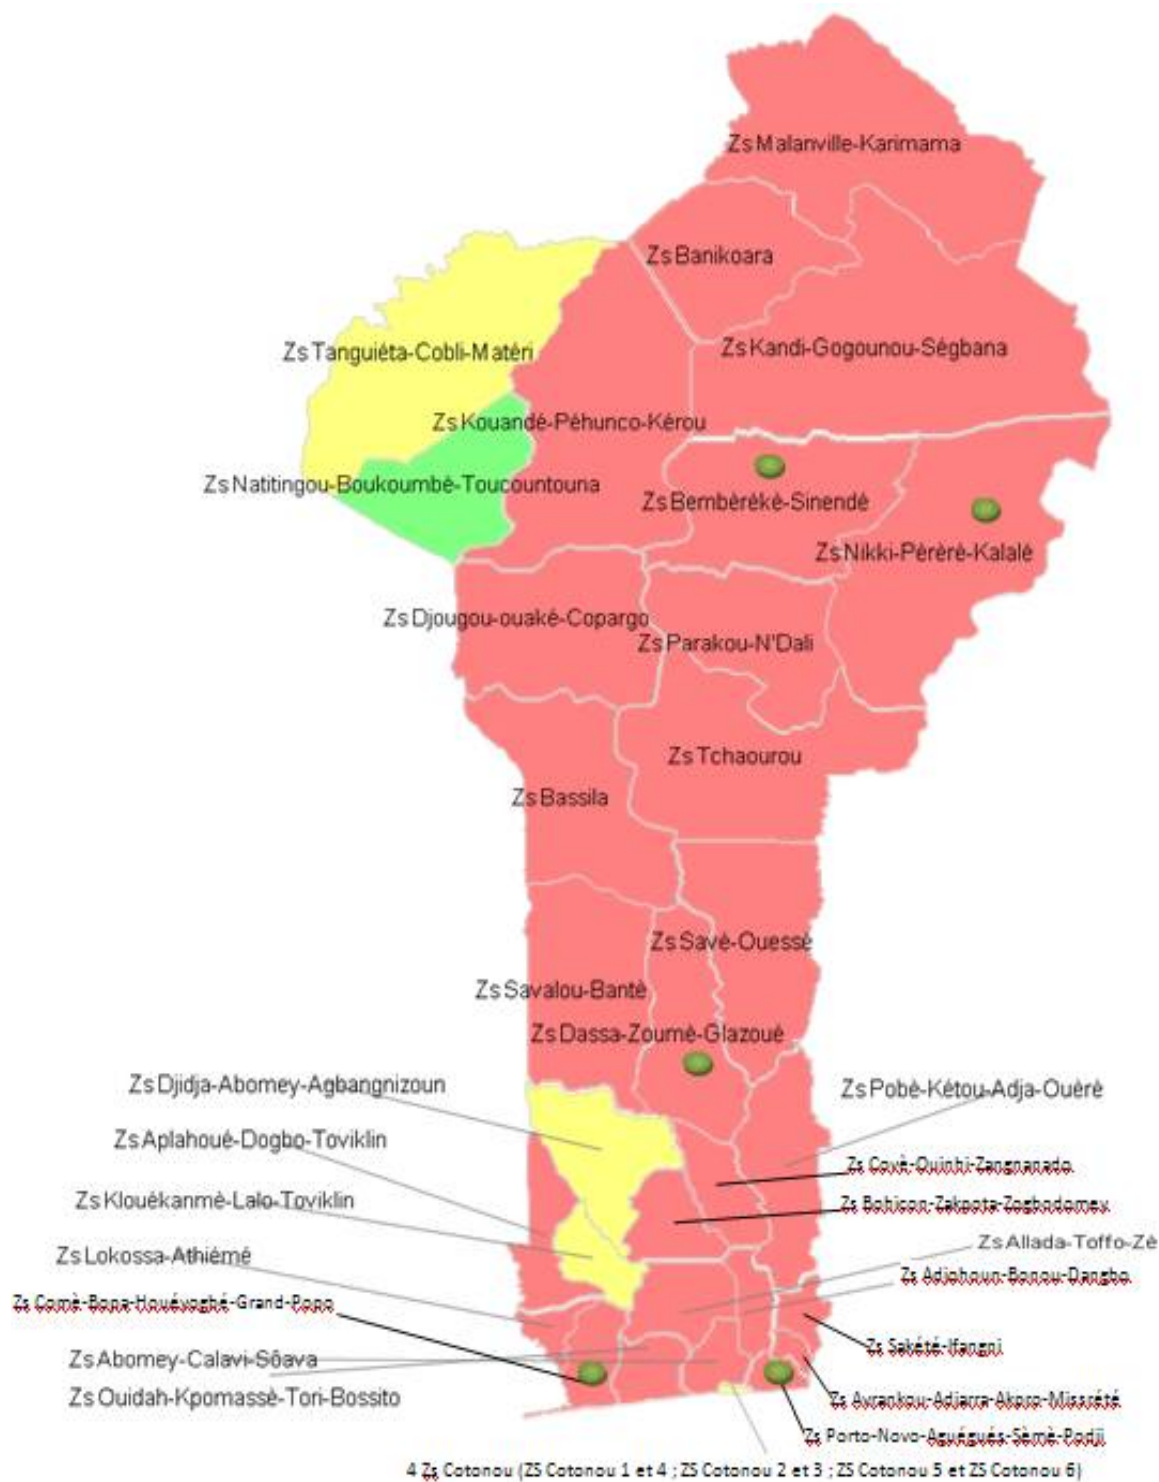 Zs Malanville-Karimama
Zs Banikoara
Zs Tanguiéta-Cobli-Matéri
Zs Kandi-Gogounou-Ségbana
Zs Kouandé-Péhunco-Kérou
Zs Natitingou-Boukoumbé-Toucountouna
Zs Bembèrèkè-Sinendé
Zs Nikki-Pèrèrè-Kalalé
Zs Djougou-ouaké-Copargo
Zs Parakou-N'Dali
Zs Tchaourou
Zs Bassila
Zs Savè-Ouessè
Zs Savalou-Bantè
Zs Dassa-Zoumè-Glazoué
Zs Djidja-Abomey-Agbangnizoun
Zs Pobè-Kétou-Adja-Ouèrè
Zs Aplahoué-Dogbo-Toviklin
Zs Covè-Ouinhi-Zangnanado
Zs Klouékanmè-Lalo-Toviklin
Zs Bohicon-Zakpota-Zogbodomey
Zs Lokossa-Athiémé
Zs Allada-Toffo-Zè
Zs Adjohoun-Bonou-Dangbo
Zs Comè-Bopa-Houéyogbé-Grand-Popo
Zs Sakété-Ifangni
Zs Abomey-Calavi-Sôava
Zs Ouidah-Kpomassè-Tori-Bossito
Zs Avrankou-Adjarra-Akpro-Missrété
Zs Porto-Novo-Aguégués-Sèmè-Podji
4 Zs Cotonou (ZS Cotonou 1 et 4 ; ZS Cotonou 2 et 3 ; ZS Cotonou 5 et ZS Cotonou 6)